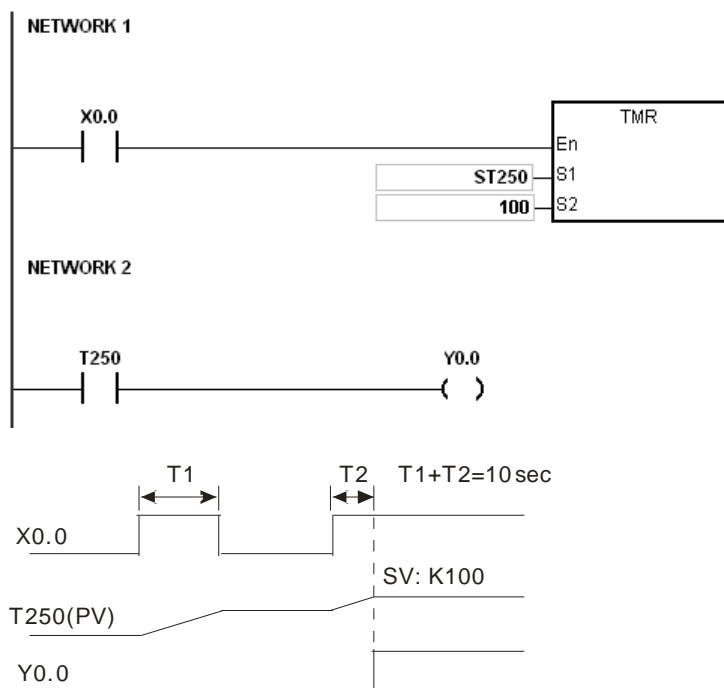 NETWORK 1
X0.0
TMR
En
ST250 S1
100 S2
NETWORK 2
T250 Y0.0
T1 T2 T1+T2=10 sec
X0.0
SV: K100
T250(PV)
Y0.0